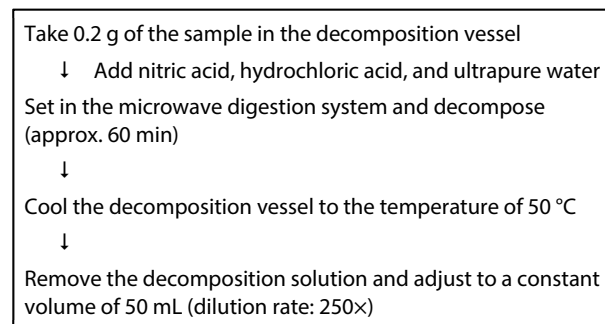 Take 0.2 g of the sample in the decomposition vessel
↓ Add nitric acid, hydrochloric acid, and ultrapure water
Set in the microwave digestion system and decompose
(approx. 60 min)
↓
Cool the decomposition vessel to the temperature of 50 °C
↓
Remove the decomposition solution and adjust to a constant
volume of 50 mL (dilution rate: 250×)